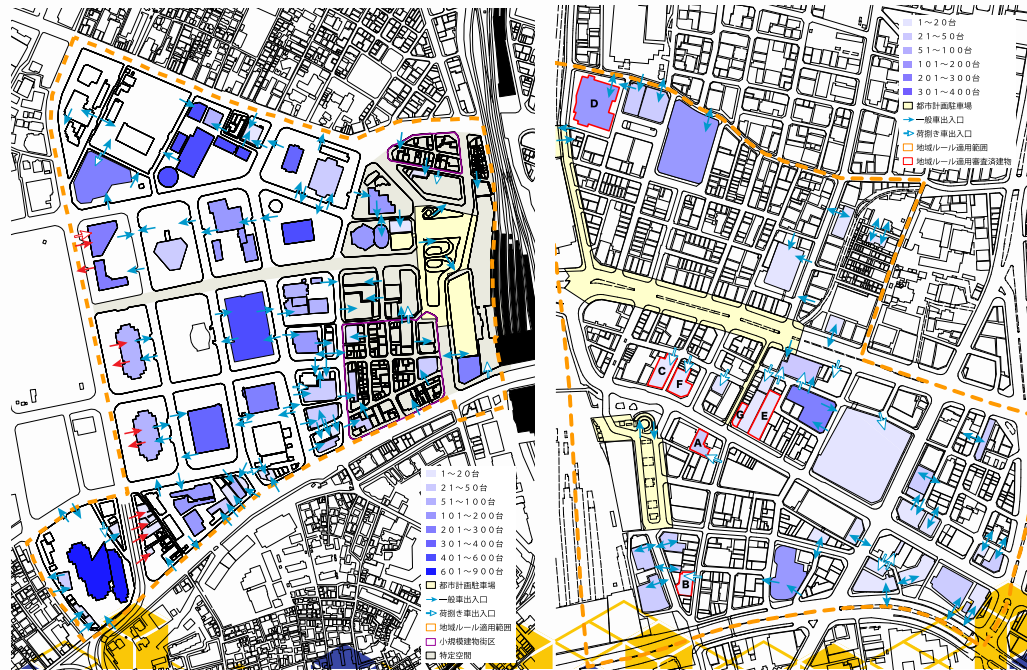 1～20台
21～50台
51～100台
101～200台
201～300台
301～400台
401～600台
601～900台
都市計画駐車場
一般車出入口
荷捌き車出入口
地域ルール適用範囲
小規模建物街区
特定空間
1～20台
21～50台
51～100台
101～200台
201～300台
301～400台
都市計画駐車場
一般車出入口
荷捌き車出入口
地域ルール適用範囲
地域ルール適用審査済建物
D
C
F
G
E
A
B